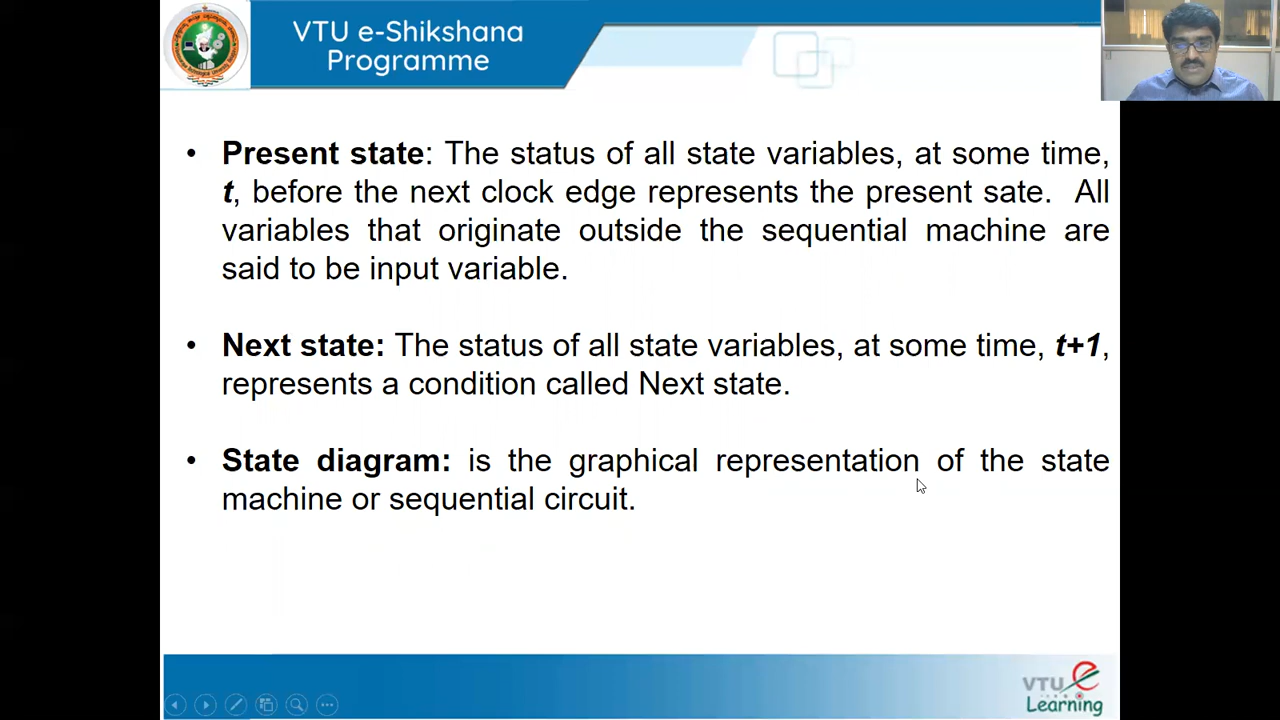 VTU e-Shikshana
Programme
• Present state: The status of all state variables, at some time,
t, before the next clock edge represents the present sate. All
variables that originate outside the sequential machine are
said to be input variable.
• Next state: The status of all state variables, at some time, t+1,
represents a condition called Next state.
• State diagram: is the graphical representation of the state
machine or sequential circuit.
VTU e
Learning